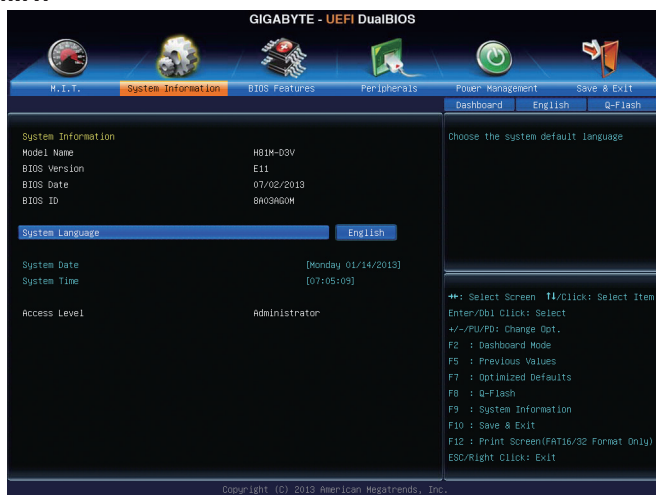 GIGABYTE - UEFI DualBIOS
M.I.T. System Information BIOS Features Peripherals Power Management Save & Exit
Dashboard English Q-Flash
System Information
Model Name H81M-D3V
BIOS Version E11
BIOS Date 07/02/2013
BIOS ID 8A03AG0M
System Language English
System Date [Monday 01/14/2013]
System Time [07:05:09]
Access Level Administrator
Choose the system default language
→←: Select Screen ↑↓/Click: Select Item
Enter/Dbl Click: Select
+/-/PU/PD: Change Opt.
F2 : Dashboard Mode
F5 : Previous Values
F7 : Optimized Defaults
F8 : Q-Flash
F9 : System Information
F10 : Save & Exit
F12 : Print Screen(FAT16/32 Format Only)
ESC/Right Click: Exit
Copyright (C) 2013 American Megatrends, Inc.